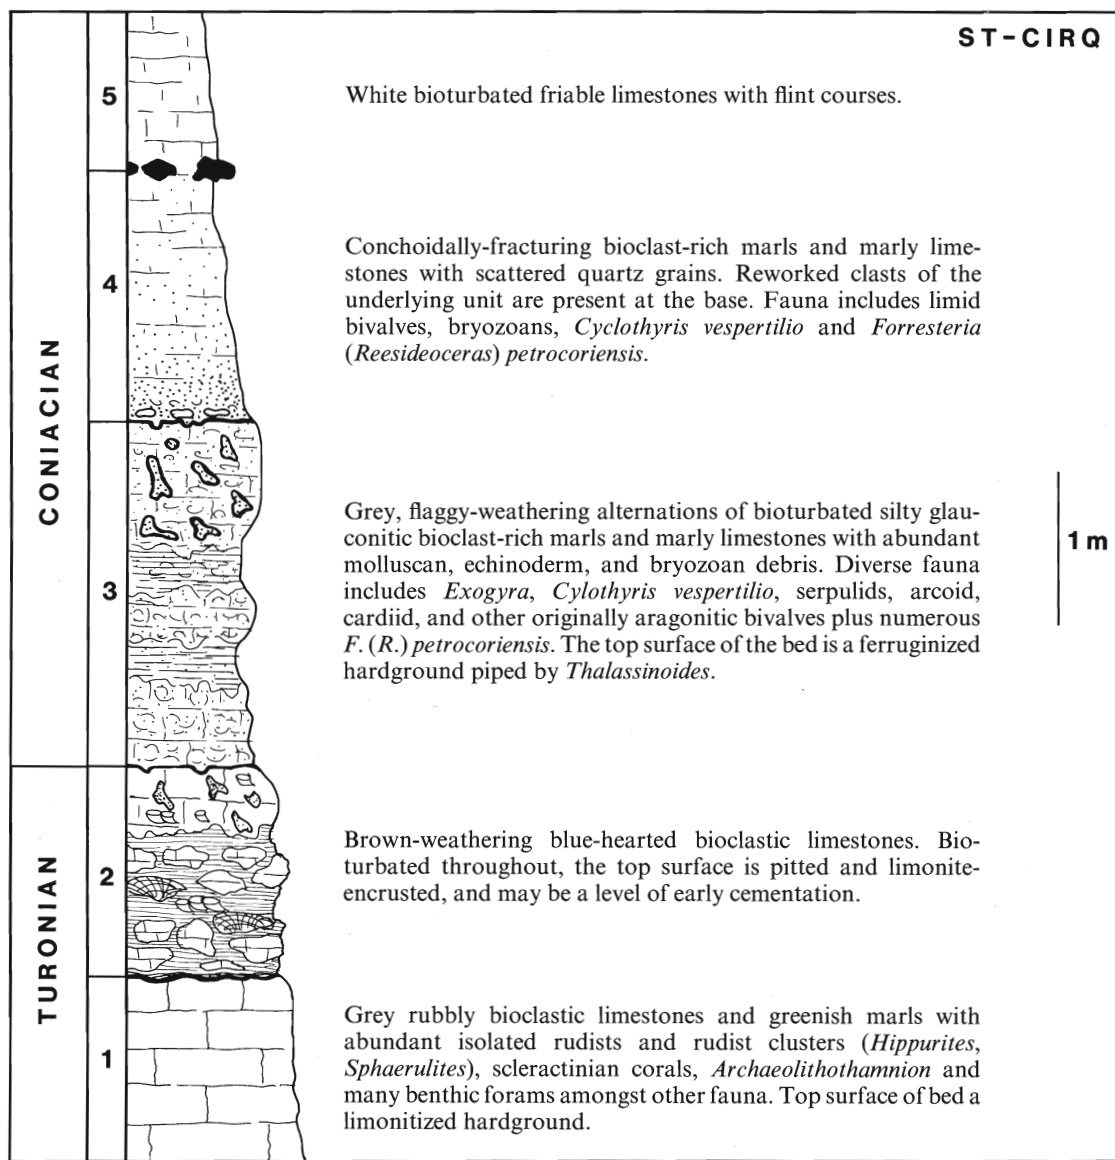 ST-CIRQ
5
White bioturbated friable limestones with flint courses.
4
Conchoidally-fracturing bioclast-rich marls and marly lime-
stones with scattered quartz grains. Reworked clasts of the
underlying unit are present at the base. Fauna includes limid
bivalves, bryozoans, Cyclothyris vespertilio and Forresteria
(Reesideoceras) petrocoriensis.
CONIACIAN
3
Grey, flaggy-weathering alternations of bioturbated silty glau-
conitic bioclast-rich marls and marly limestones with abundant
molluscan, echinoderm, and bryozoan debris. Diverse fauna
includes Exogyra, Cylothyris vespertilio, serpulids, arcoid,
cardiid, and other originally aragonitic bivalves plus numerous
F. (R.) petrocoriensis. The top surface of the bed is a ferruginized
hardground piped by Thalassinoides.
1 m
TURONIAN
2
Brown-weathering blue-hearted bioclastic limestones. Bio-
turbated throughout, the top surface is pitted and limonite-
encrusted, and may be a level of early cementation.
1
Grey rubbly bioclastic limestones and greenish marls with
abundant isolated rudists and rudist clusters (Hippurites,
Sphaerulites), scleractinian corals, Archaeolithothamnion and
many benthic forams amongst other fauna. Top surface of bed a
limonitized hardground.